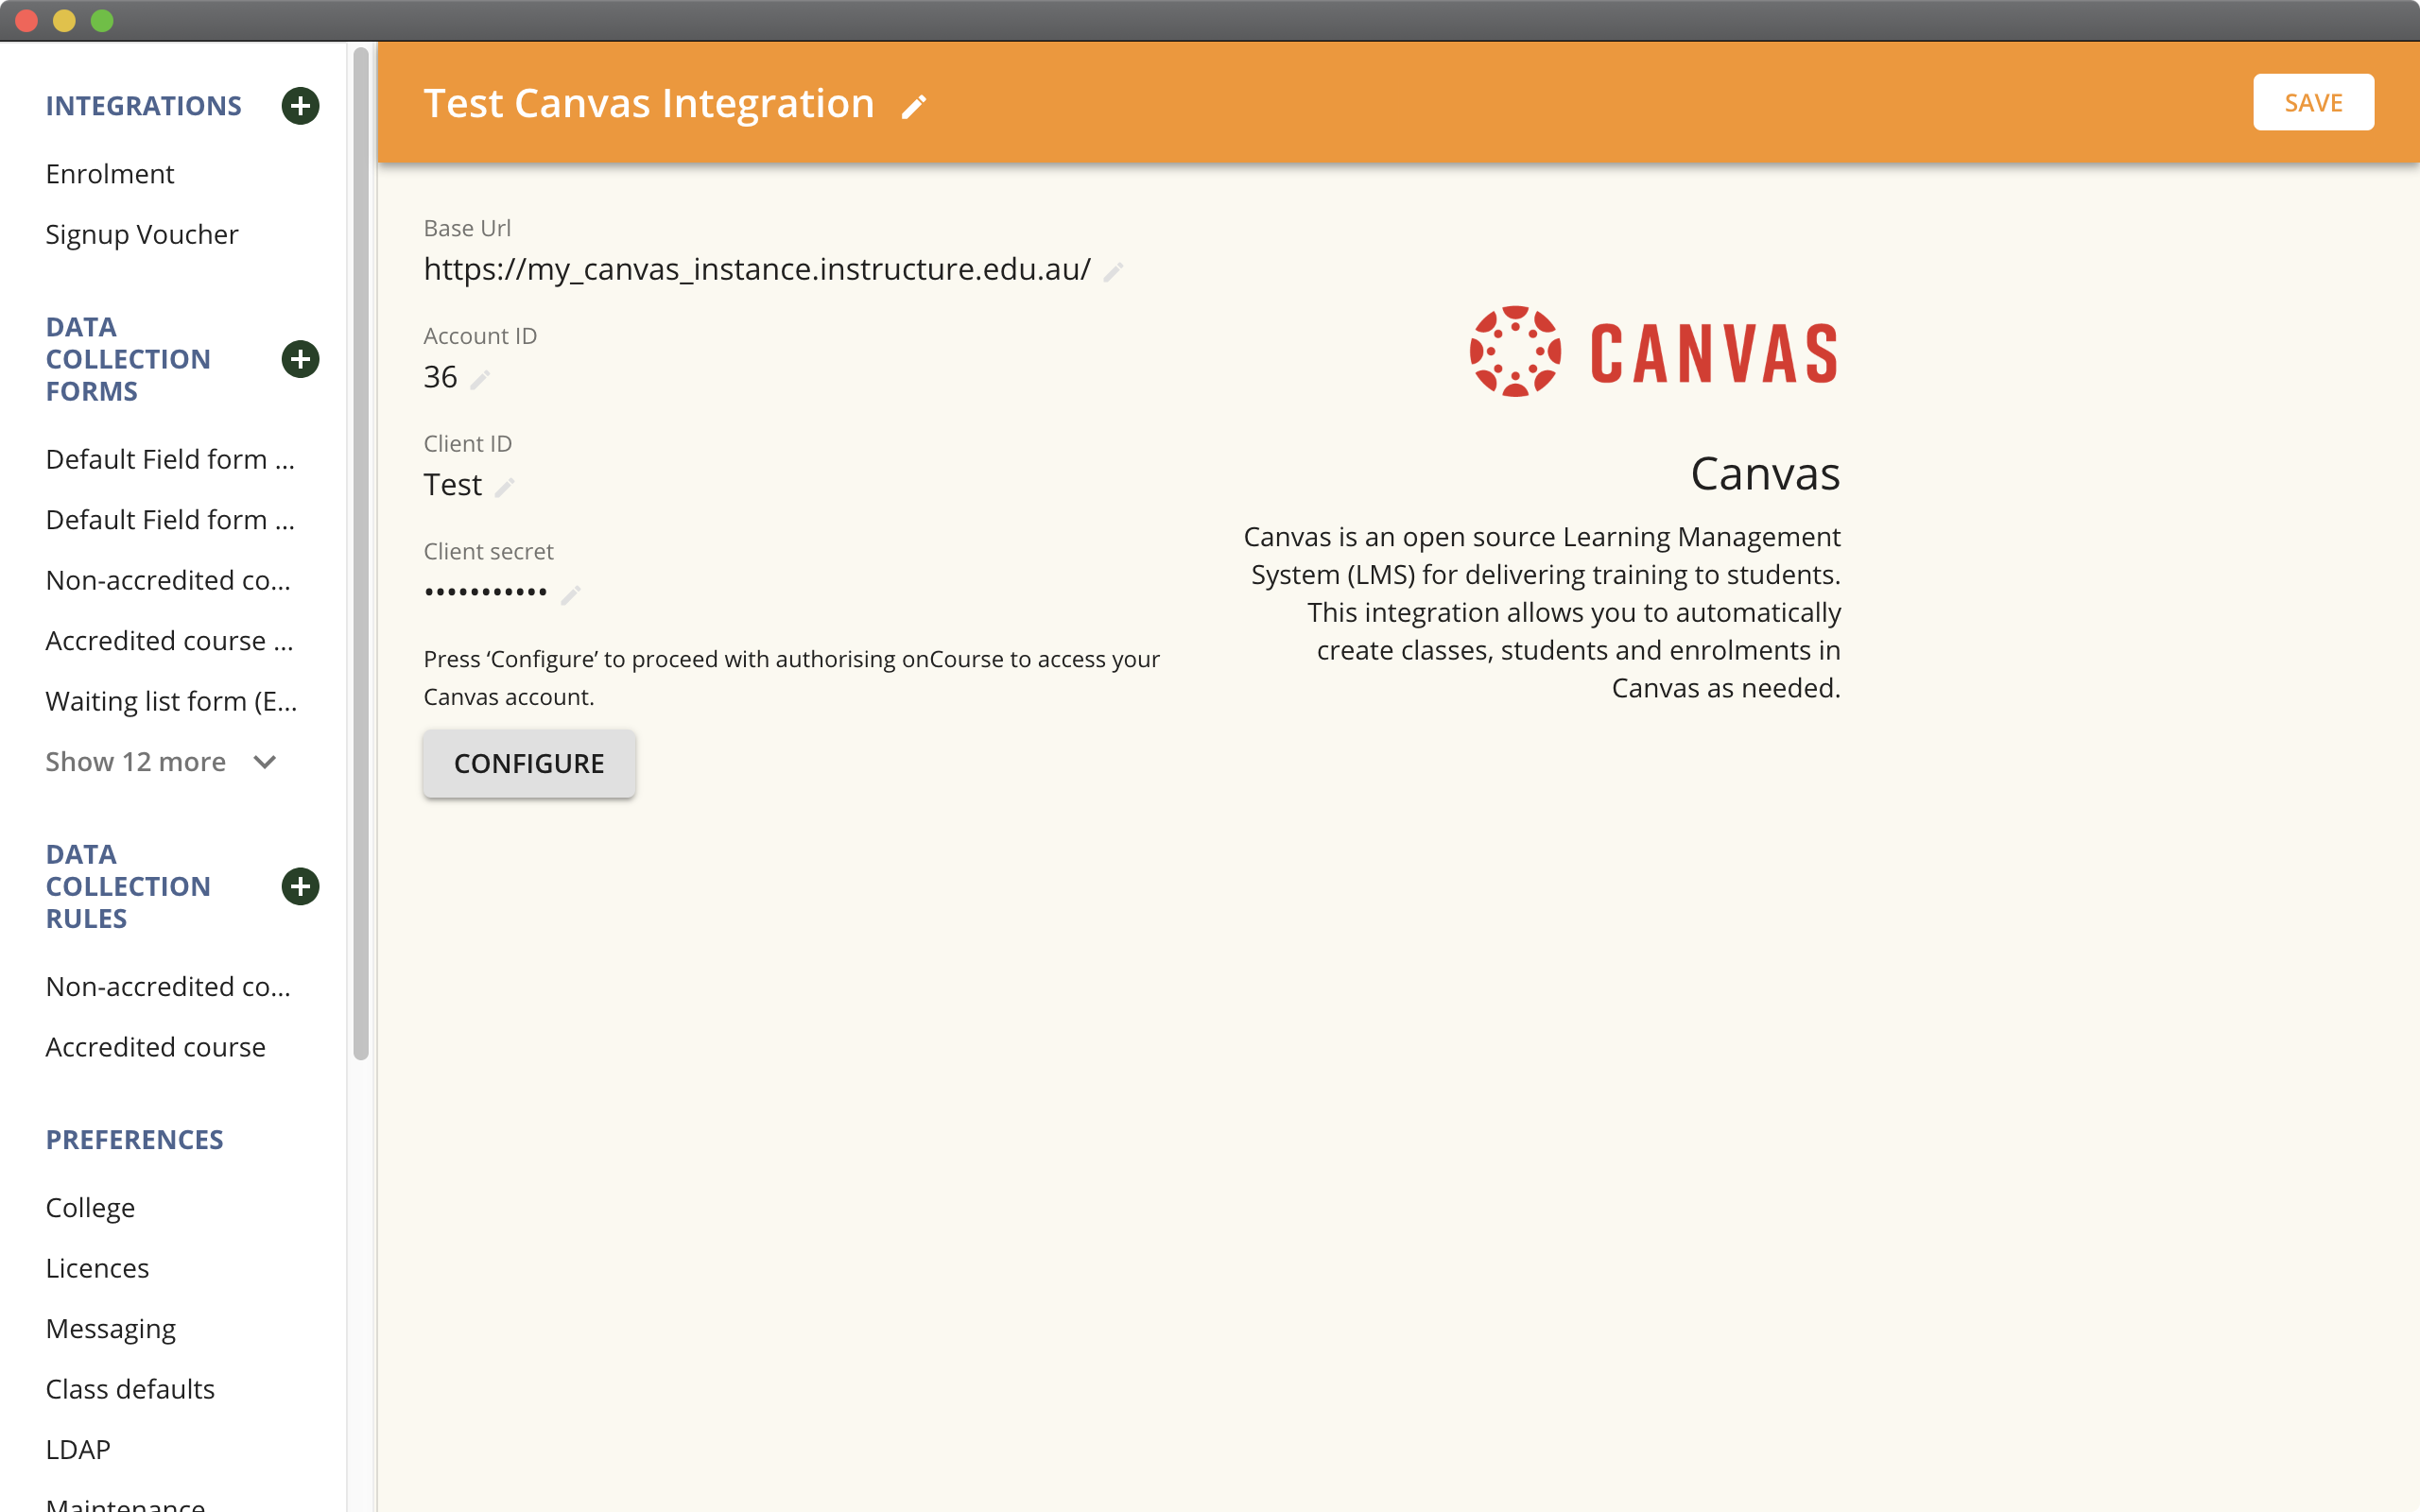 INTEGRATIONS
Enrolment
Signup Voucher
DATA
COLLECTION
FORMS
Default Field form ...
Default Field form ...
Non-accredited co...
Accredited course ...
Waiting list form (E...
Show 12 more
DATA
COLLECTION
RULES
Non-accredited co...
Accredited course
PREFERENCES
College
Licences
Messaging
Class defaults
LDAP
Maintenance
Test Canvas Integration
SAVE
Base Url
https://my_canvas_instance.instructure.edu.au/
Account ID
36
Client ID
Test
Client secret
•••••••••••
Press ‘Configure’ to proceed with authorising onCourse to access your
Canvas account.
CONFIGURE
CANVAS
Canvas
Canvas is an open source Learning Management
System (LMS) for delivering training to students.
This integration allows you to automatically
create classes, students and enrolments in
Canvas as needed.